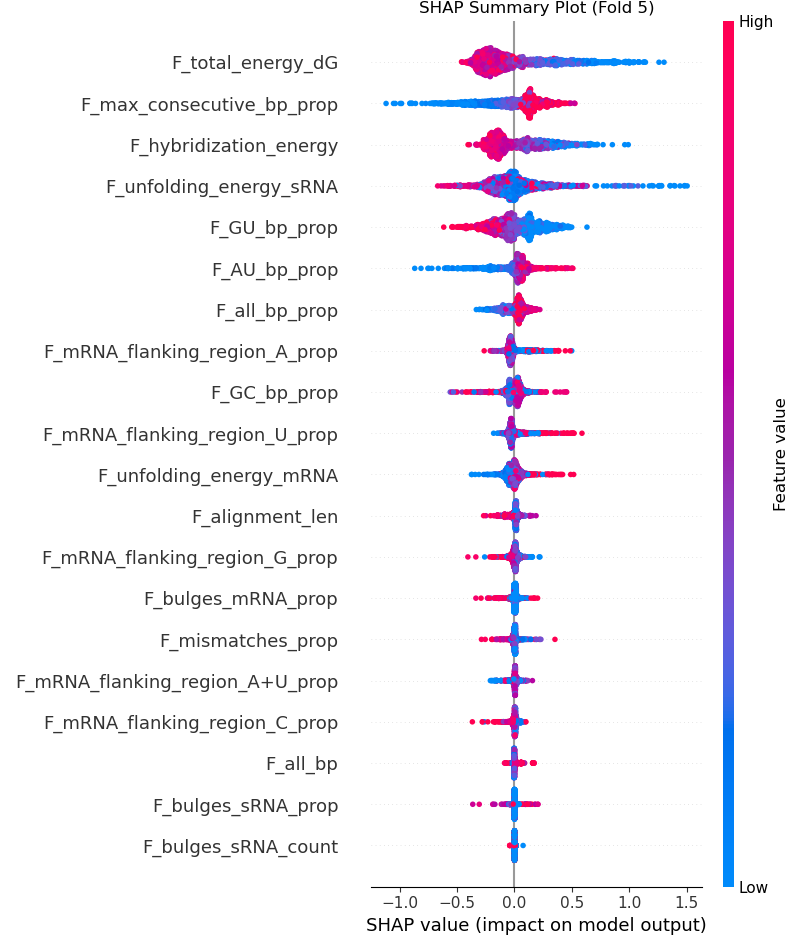 SHAP Summary Plot (Fold 5)
High
F_total_energy_dG
F_max_consecutive_bp_prop
F_hybridization_energy
F_unfolding_energy_sRNA
F_GU_bp_prop
F_AU_bp_prop
F_all_bp_prop
F_mRNA_flanking_region_A_prop
F_GC_bp_prop
F_mRNA_flanking_region_U_prop
F_unfolding_energy_mRNA
F_alignment_len
F_mRNA_flanking_region_G_prop
F_bulges_mRNA_prop
F_mismatches_prop
F_mRNA_flanking_region_A+U_prop
F_mRNA_flanking_region_C_prop
F_all_bp
F_bulges_sRNA_prop
F_bulges_sRNA_count
Feature value
Low
−1.0 −0.5 0.0 0.5 1.0 1.5
SHAP value (impact on model output)